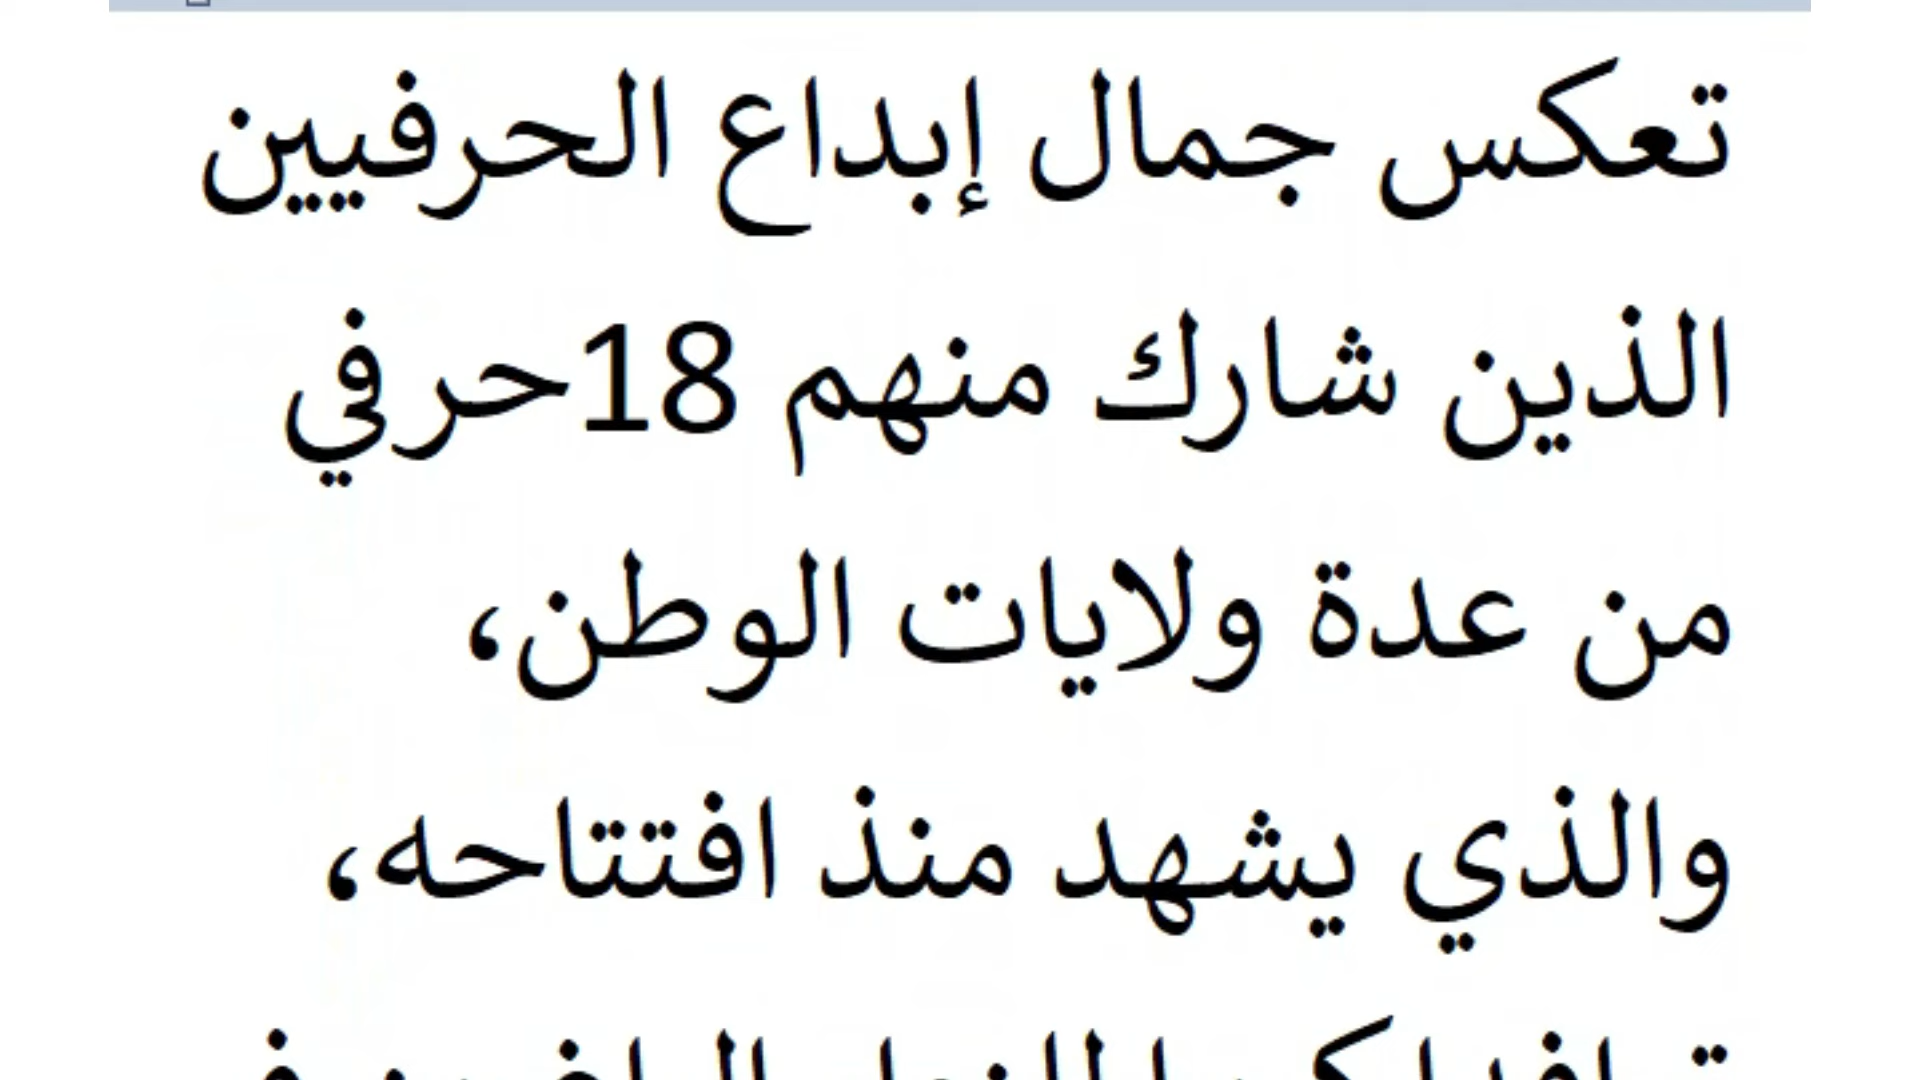 تعكس جمال إبداع الحرفيين
الذين شارك منهم 18حرفي
من عدة ولايات الوطن،
والذي يشهد منذ افتتاحه،